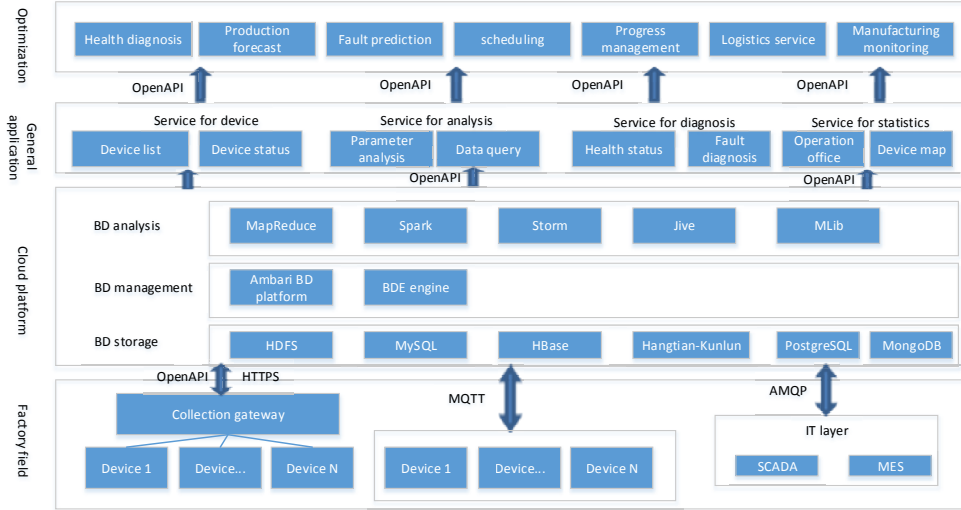 Optimization
Health diagnosis
Production
forecast
Fault prediction
scheduling
Progress
management
Logistics service
Manufacturing
monitoring
OpenAPI
OpenAPI
OpenAPI
OpenAPI
General
application
Service for device
Service for analysis
Service for diagnosis
Service for statistics
Device list
Device status
Parameter
analysis
Data query
Health status
Fault
diagnosis
Operation
office
Device map
OpenAPI
OpenAPI
Cloud platform
BD analysis
MapReduce
Spark
Storm
Jive
MLib
BD management
Ambari BD
platform
BDE engine
BD storage
HDFS
MySQL
HBase
Hangtian-Kunlun
PostgreSQL
MongoDB
OpenAPI
HTTPS
MQTT
AMQP
Factory field
Collection gateway
Device 1
Device...
Device N
Device 1
Device...
Device N
IT layer
SCADA
MES